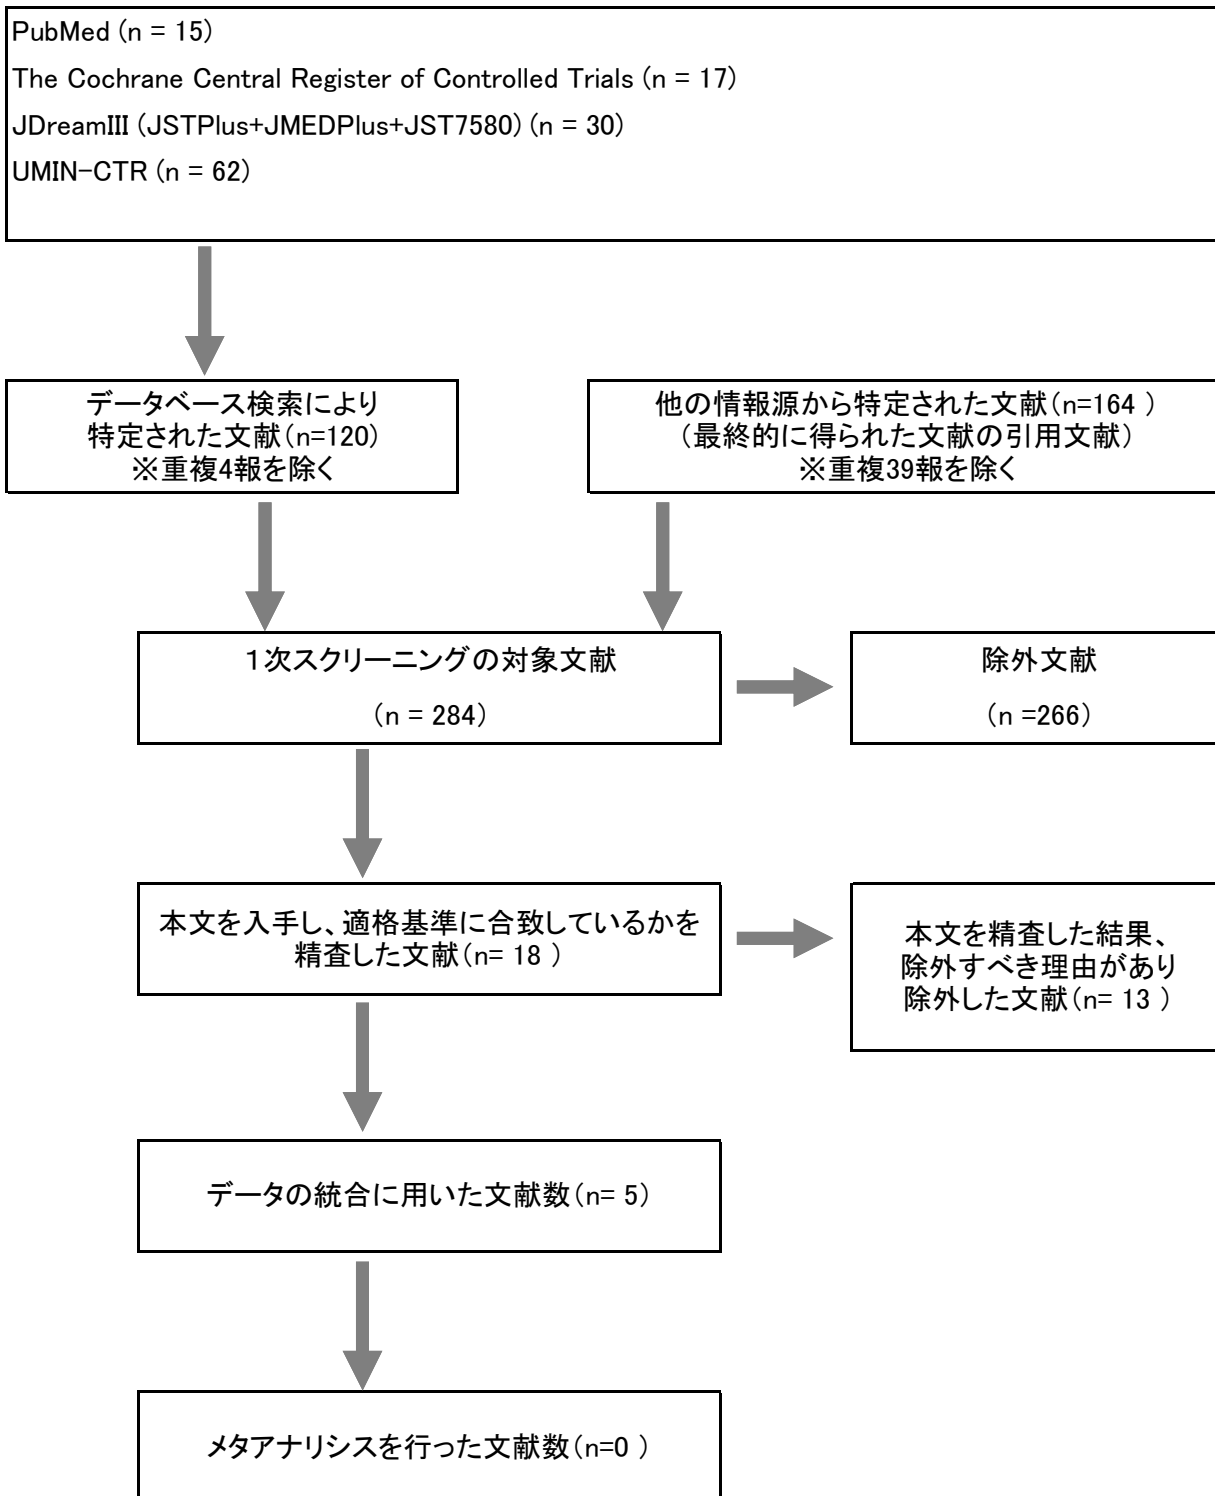 PubMed (n = 15)
The Cochrane Central Register of Controlled Trials (n = 17)
JDreamIII (JSTPlus+JMEDPlus+JST7580) (n = 30)
UMIN-CTR (n = 62)
データベース検索により
特定された文献(n=120)
※重複4報を除く
他の情報源から特定された文献(n=164 )
(最終的に得られた文献の引用文献)
※重複39報を除く
1次スクリーニングの対象文献
(n = 284)
除外文献
(n =266)
本文を入手し、適格基準に合致しているかを
精査した文献(n= 18 )
本文を精査した結果、
除外すべき理由があり
除外した文献(n= 13 )
データの統合に用いた文献数(n= 5)
メタアナリシスを行った文献数(n=0 )